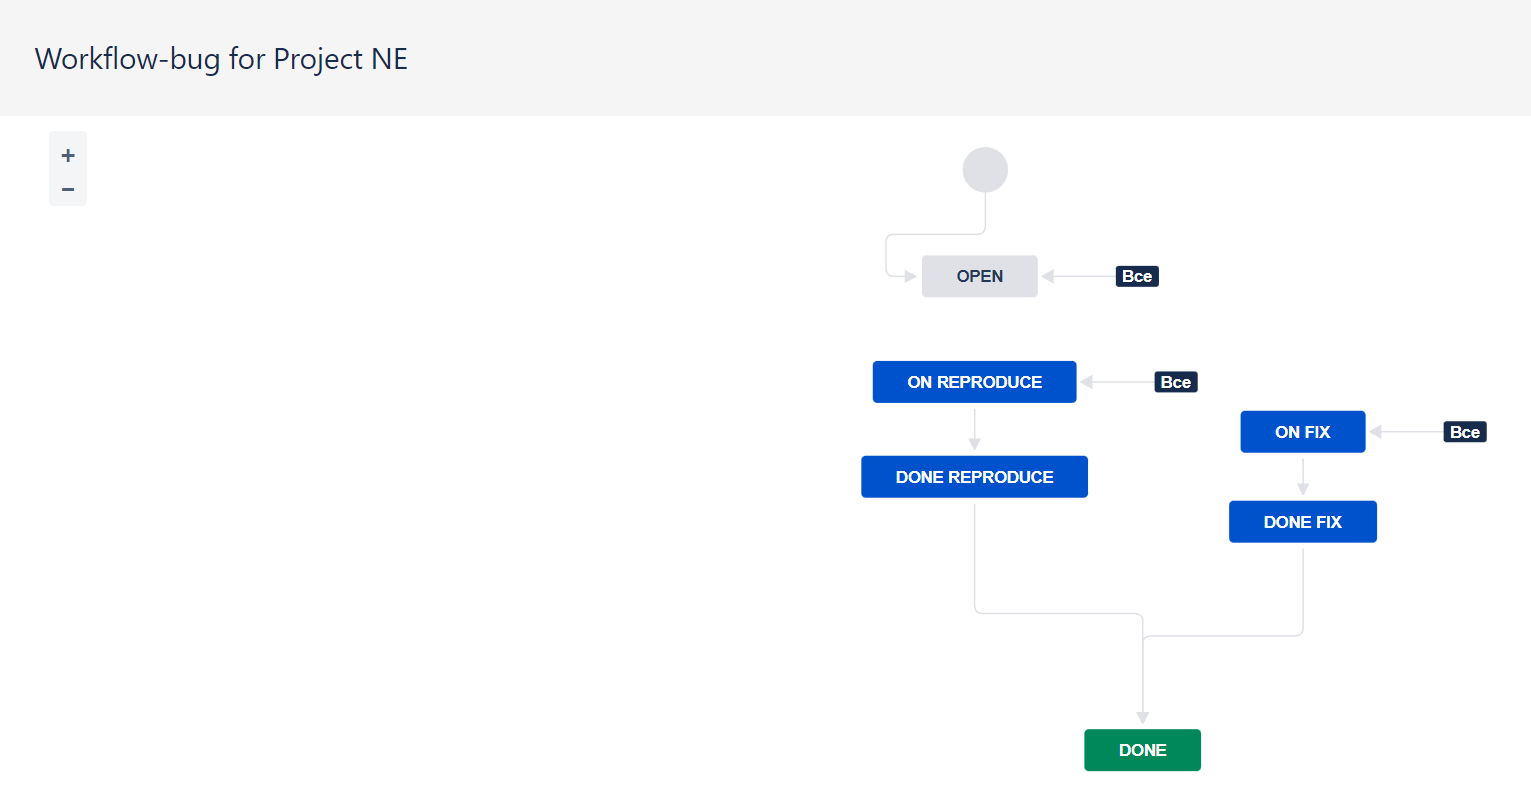 Workflow-bug for Project NE
+
−
OPEN
Все
ON REPRODUCE
Все
ON FIX
Все
DONE REPRODUCE
DONE FIX
DONE